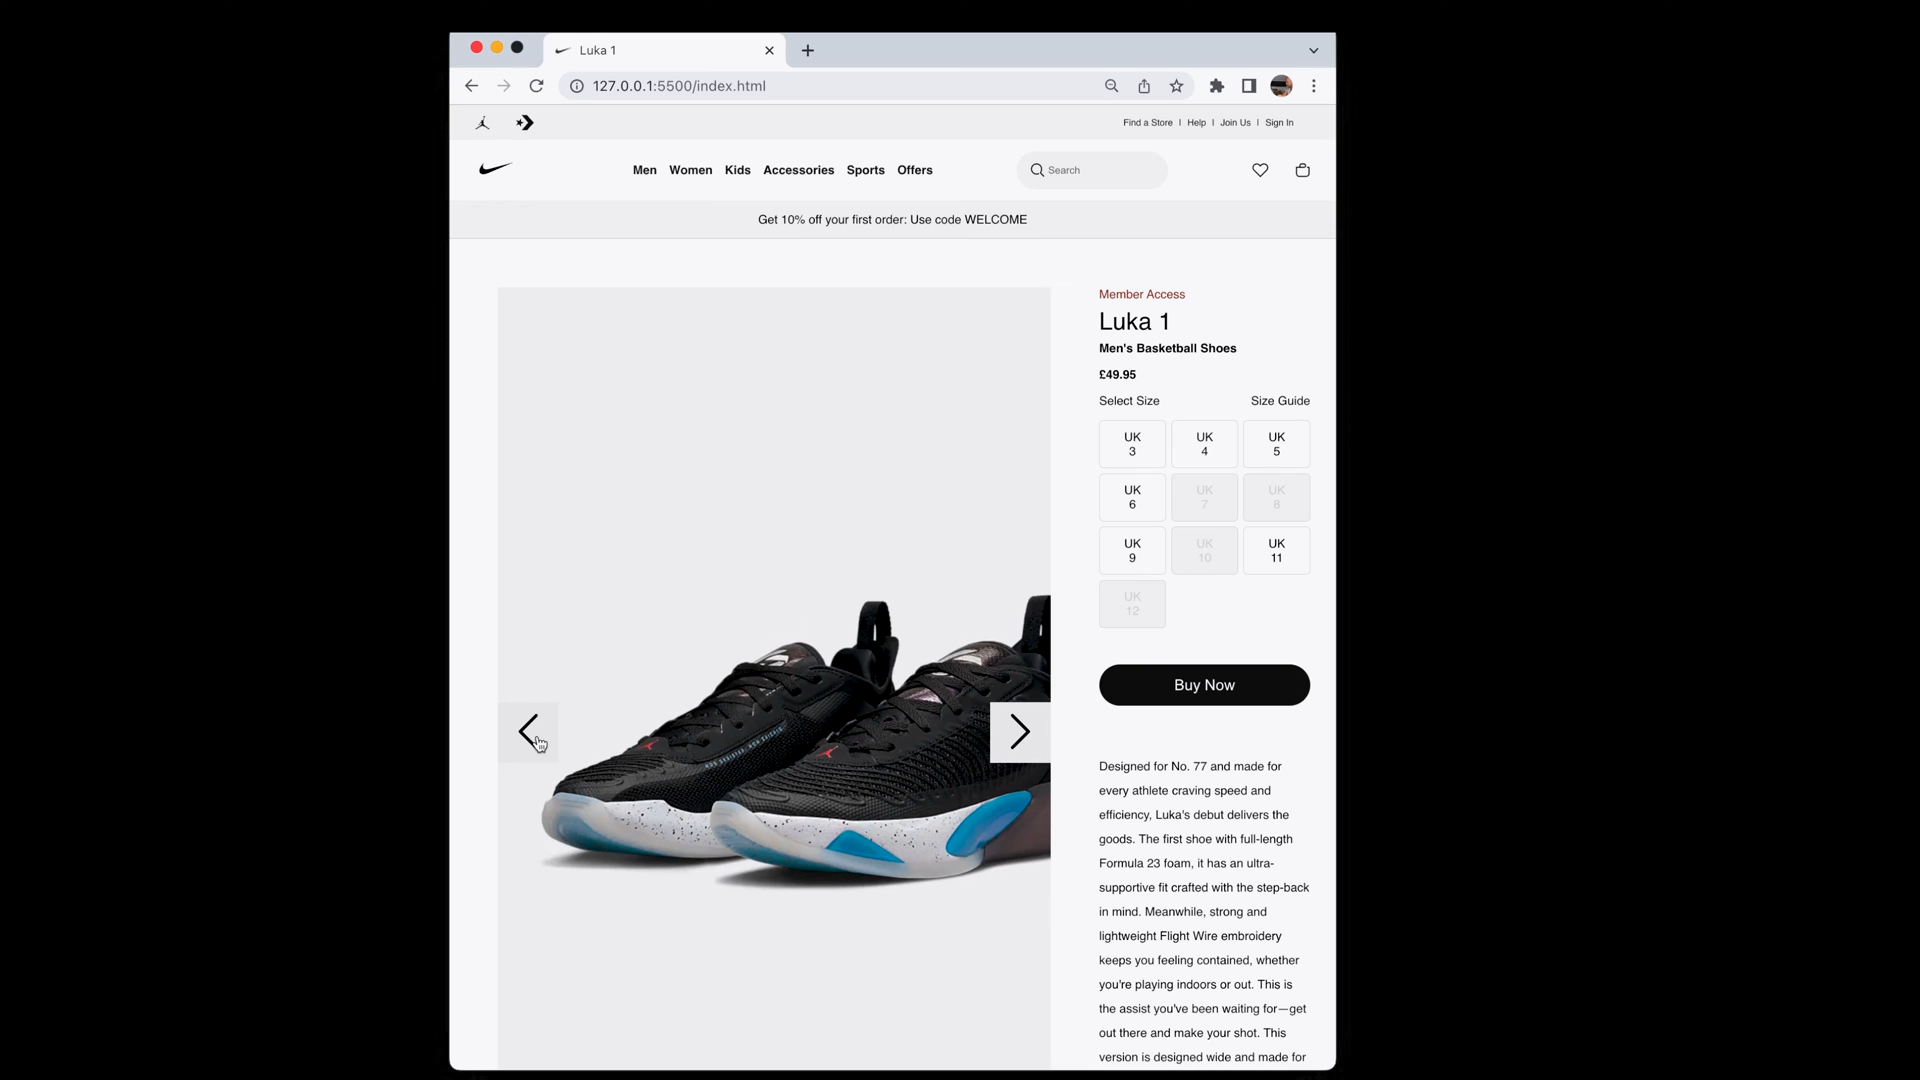 Luka 1
127.0.0.1:5500/index.html
Find a Store | Help | Join Us | Sign In
Men Women Kids Accessories Sports Offers
Search
Get 10% off your first order: Use code WELCOME
Member Access
Luka 1
Men's Basketball Shoes
£49.95
Select Size Size Guide
UK
3
UK
4
UK
5
UK
6
UK
7
UK
8
UK
9
UK
10
UK
11
UK
12
Buy Now
Designed for No. 77 and made for
every athlete craving speed and
efficiency, Luka's debut delivers the
goods. The first shoe with full-length
Formula 23 foam, it has an ultra-
supportive fit crafted with the step-back
in mind. Meanwhile, strong and
lightweight Flight Wire embroidery
keeps you feeling contained, whether
you're playing indoors or out. This is
the assist you've been waiting for—get
out there and make your shot. This
version is designed wide and made for